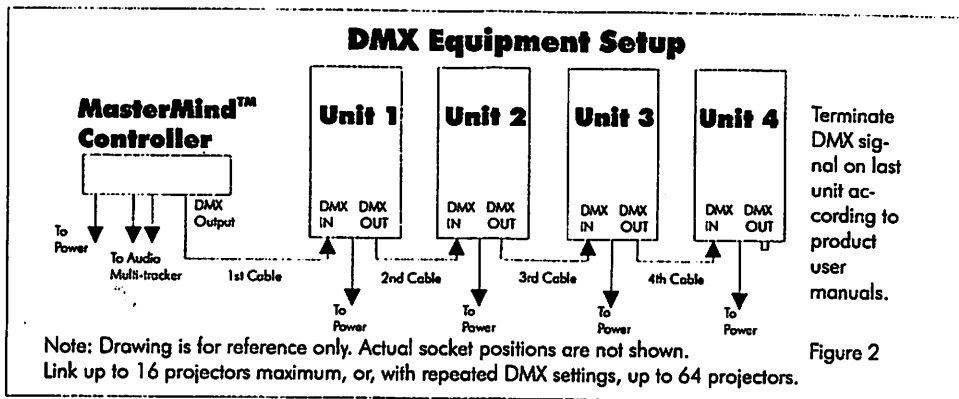 DMX Equipment Setup
MasterMind™
Controller
DMX
Output
To
Power
To Audio
Multi-tracker
1st Cable
Unit 1
DMX DMX
IN OUT
To
Power
2nd Cable
Unit 2
DMX DMX
IN OUT
To
Power
3rd Cable
Unit 3
DMX DMX
IN OUT
To
Power
4th Cable
Unit 4
DMX DMX
IN OUT
To
Power
Terminate
DMX sig-
nal on last
unit ac-
cording to
product
user
manuals.
Note: Drawing is for reference only. Actual socket positions are not shown.
Link up to 16 projectors maximum, or, with repeated DMX settings, up to 64 projectors.
Figure 2